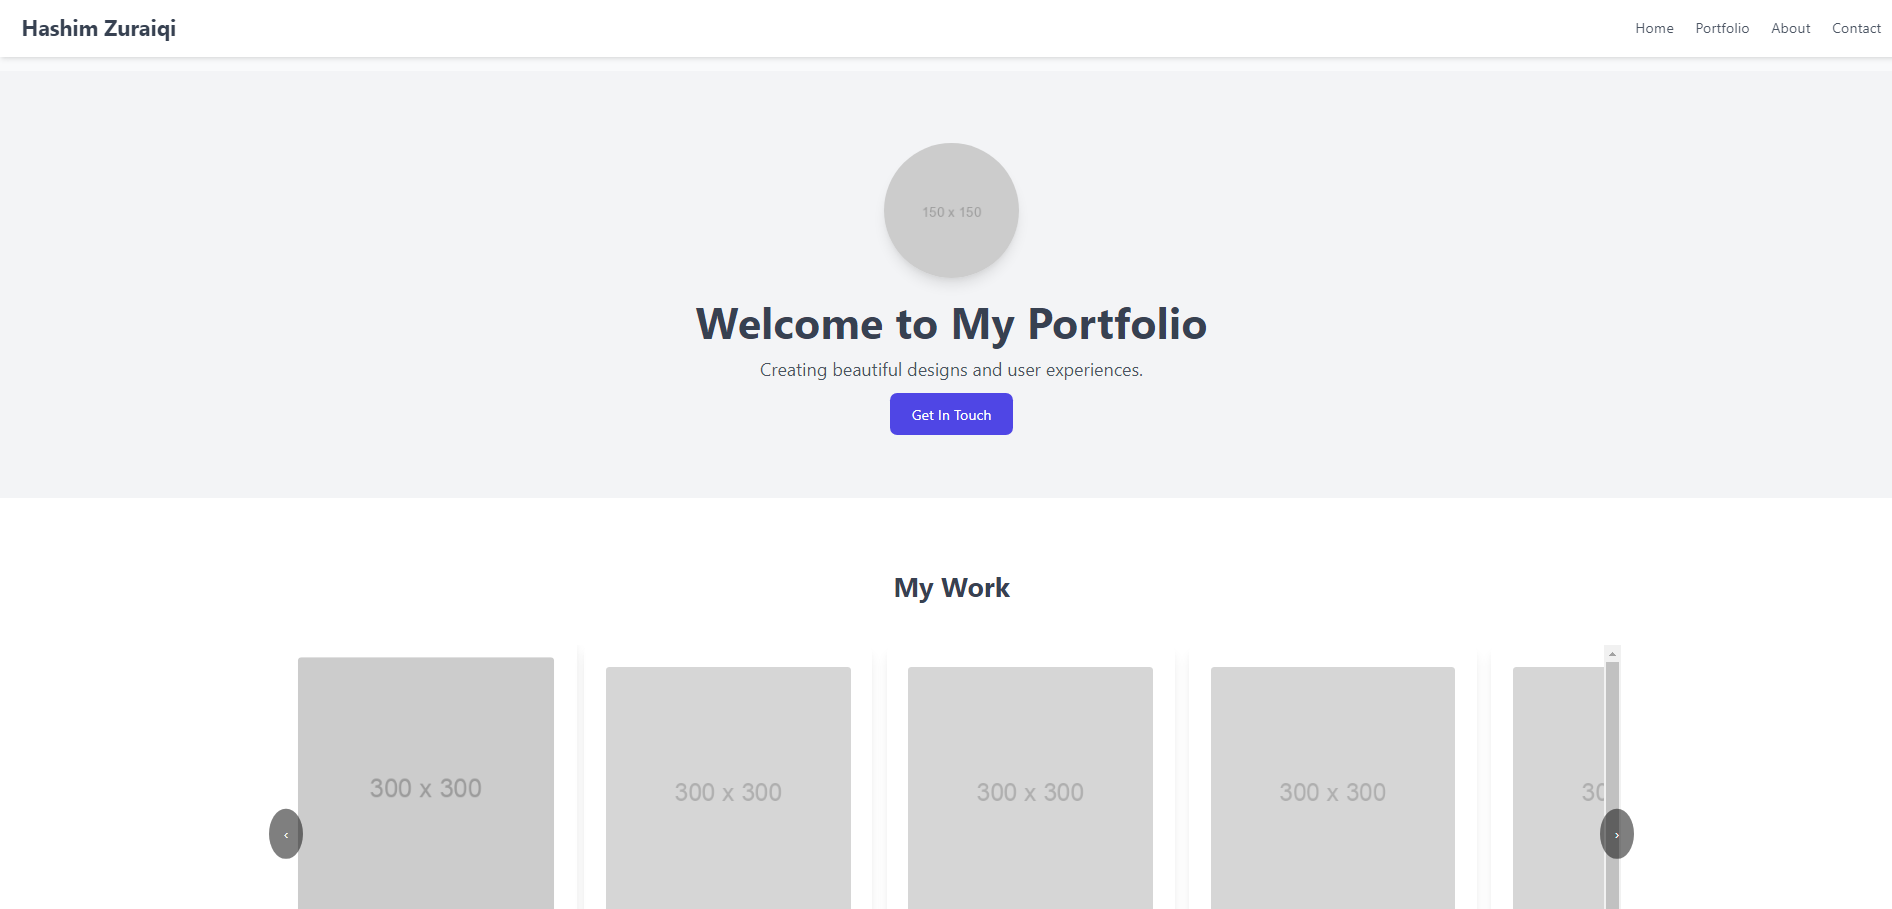 Hashim Zuraiqi
Home Portfolio About Contact
150 x 150
Welcome to My Portfolio
Creating beautiful designs and user experiences.
Get In Touch
My Work
300 x 300 300 x 300 300 x 300 300 x 300 30
‹ ›